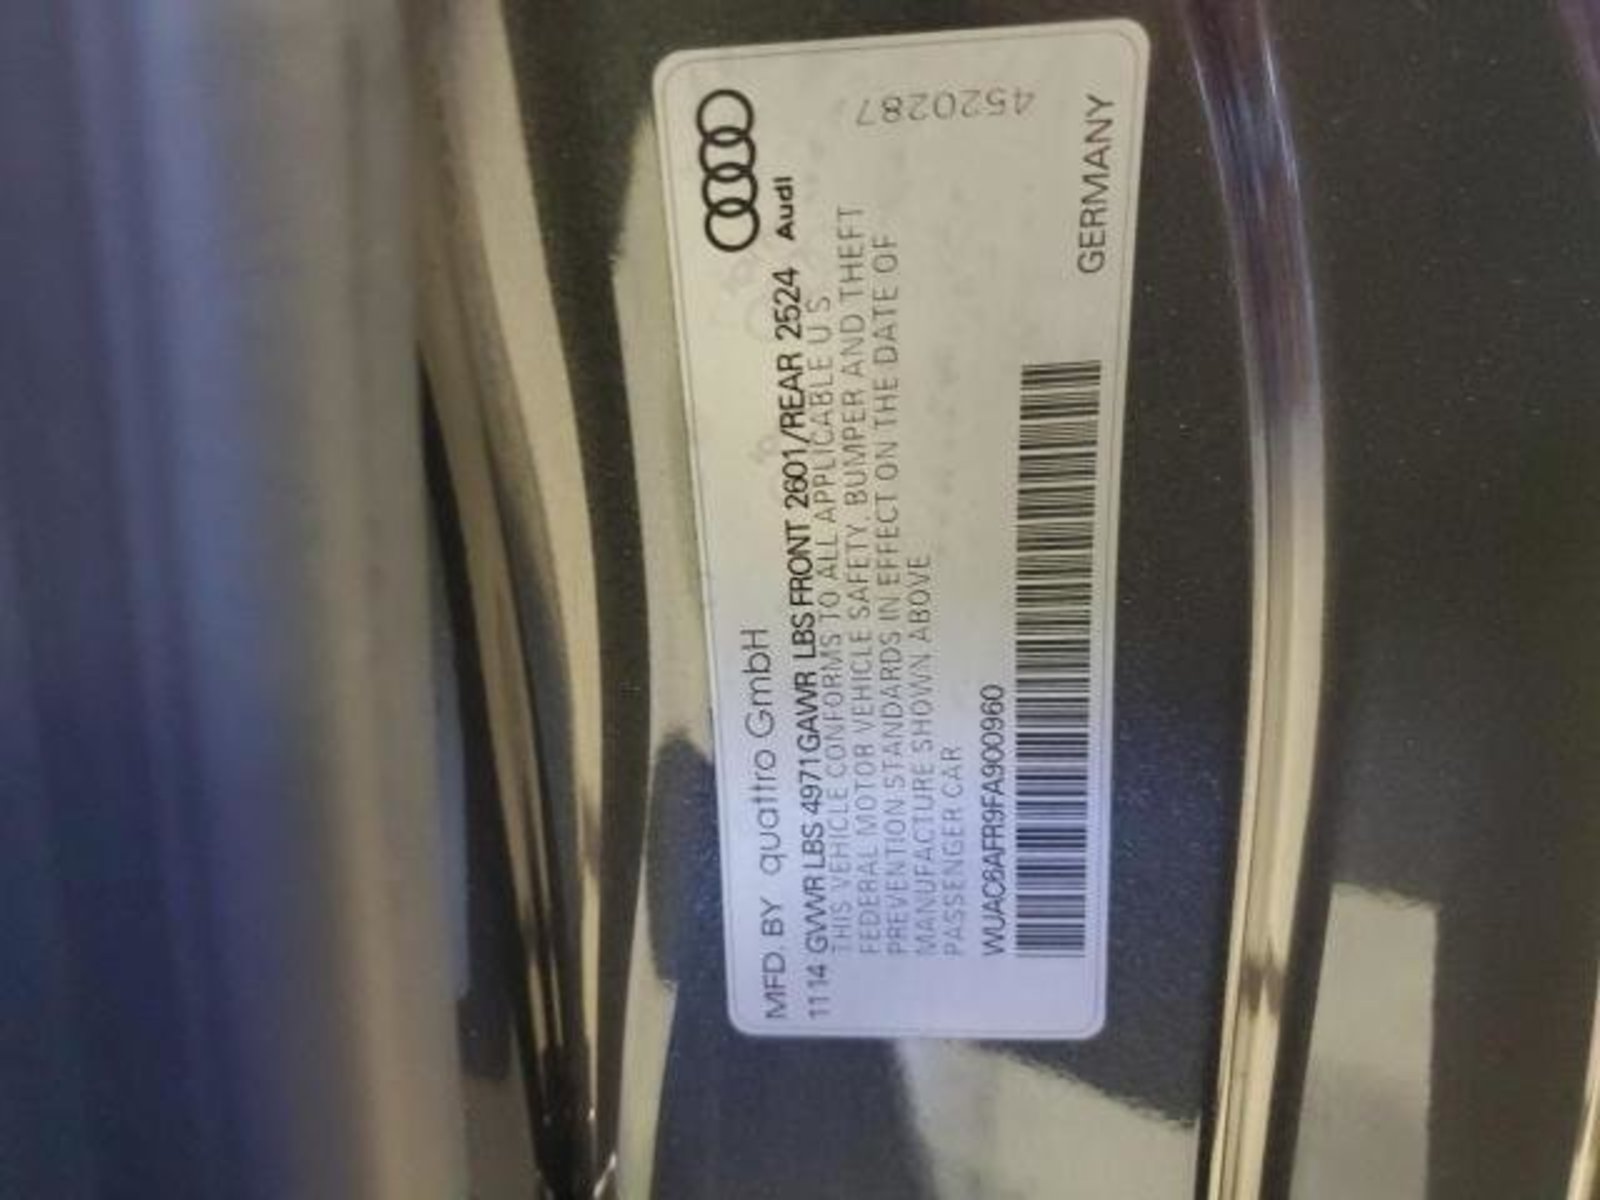 Audi
MFD. BY quattro GmbH
1114 GVWR LBS 4971 GAWR LBS FRONT 2601/REAR 2524
THIS VEHICLE CONFORMS TO ALL APPLICABLE U S
FEDERAL MOTOR VEHICLE SAFETY, BUMPER AND THEFT
PREVENTION STANDARDS IN EFFECT ON THE DATE OF
MANUFACTURE SHOWN ABOVE
PASSENGER CAR
4520287
WUAC6AFR9FA900960
GERMANY